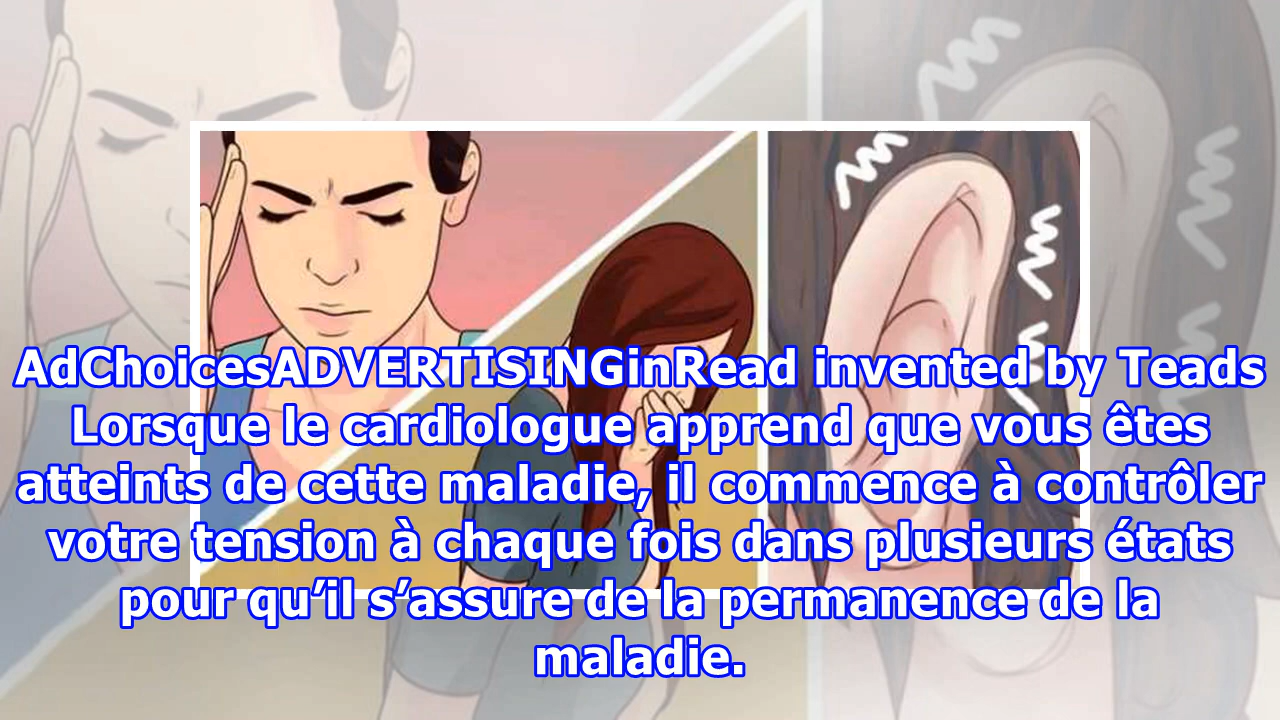 AdChoicesADVERTISINGinRead invented by Teads
Lorsque le cardiologue apprend que vous êtes
atteints de cette maladie, il commence à contrôler
votre tension à chaque fois dans plusieurs états
pour qu’il s’assure de la permanence de la
maladie.